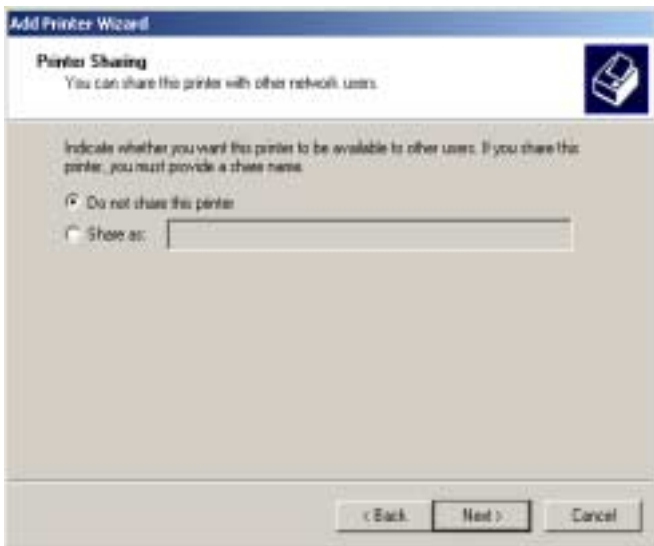 Add Printer Wizard
Printer Sharing
You can share this printer with other network users.
Indicate whether you want this printer to be available to other users. If you share this
printer, you must provide a share name.
Do not share this printer
Share as:
< Back
Next >
Cancel